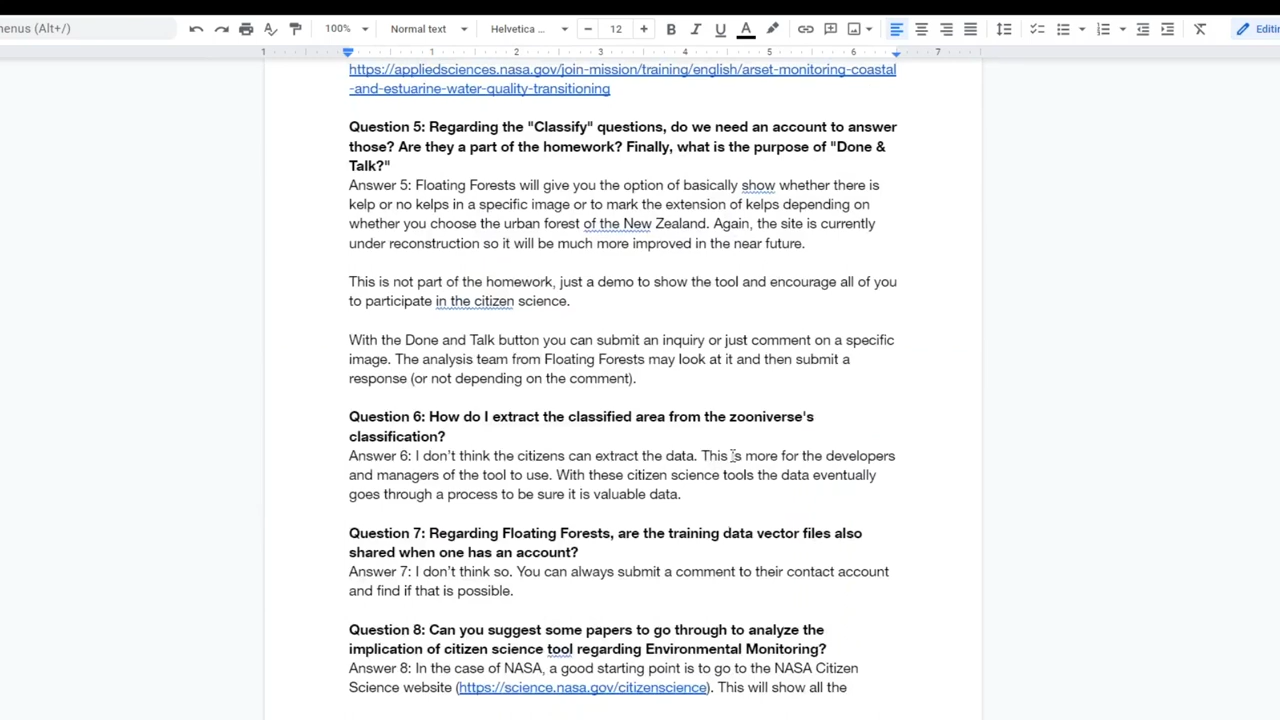 menus (Alt+/)
100%
Normal text
Helvetica ...
12
B
I
U
A
Editin
1
1
2
3
4
5
6
7
https://appliedsciences.nasa.gov/join-mission/training/english/arset-monitoring-coastal
-and-estuarine-water-quality-transitioning
Question 5: Regarding the "Classify" questions, do we need an account to answer
those? Are they a part of the homework? Finally, what is the purpose of "Done &
Talk?"
Answer 5: Floating Forests will give you the option of basically show whether there is
kelp or no kelps in a specific image or to mark the extension of kelps depending on
whether you choose the urban forest of the New Zealand. Again, the site is currently
under reconstruction so it will be much more improved in the near future.
This is not part of the homework, just a demo to show the tool and encourage all of you
to participate in the citizen science.
With the Done and Talk button you can submit an inquiry or just comment on a specific
image. The analysis team from Floating Forests may look at it and then submit a
response (or not depending on the comment).
Question 6: How do I extract the classified area from the zooniverse's
classification?
Answer 6: I don't think the citizens can extract the data. This is more for the developers
and managers of the tool to use. With these citizen science tools the data eventually
goes through a process to be sure it is valuable data.
Question 7: Regarding Floating Forests, are the training data vector files also
shared when one has an account?
Answer 7: I don't think so. You can always submit a comment to their contact account
and find if that is possible.
Question 8: Can you suggest some papers to go through to analyze the
implication of citizen science tool regarding Environmental Monitoring?
Answer 8: In the case of NASA, a good starting point is to go to the NASA Citizen
Science website (https://science.nasa.gov/citizenscience). This will show all the